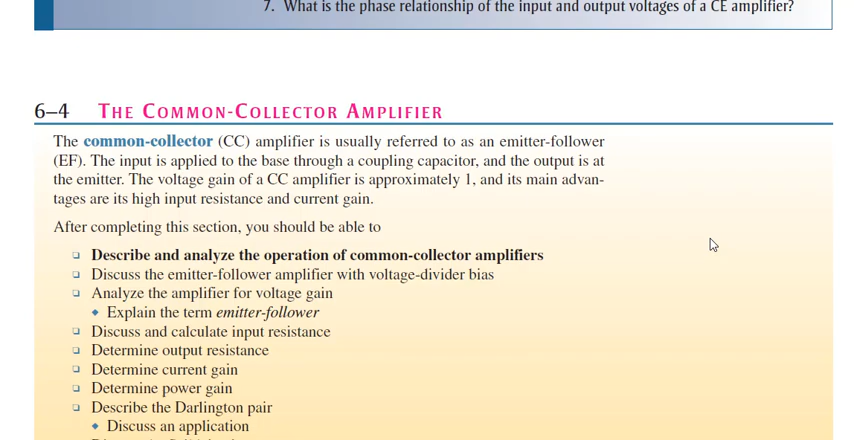 7. What is the phase relationship of the input and output voltages of a CE amplifier?
6–4 THE COMMON-COLLECTOR AMPLIFIER
The common-collector (CC) amplifier is usually referred to as an emitter-follower
(EF). The input is applied to the base through a coupling capacitor, and the output is at
the emitter. The voltage gain of a CC amplifier is approximately 1, and its main advan-
tages are its high input resistance and current gain.
After completing this section, you should be able to
❏ Describe and analyze the operation of common-collector amplifiers
❏ Discuss the emitter-follower amplifier with voltage-divider bias
❏ Analyze the amplifier for voltage gain
◆ Explain the term emitter-follower
❏ Discuss and calculate input resistance
❏ Determine output resistance
❏ Determine current gain
❏ Determine power gain
❏ Describe the Darlington pair
◆ Discuss an application